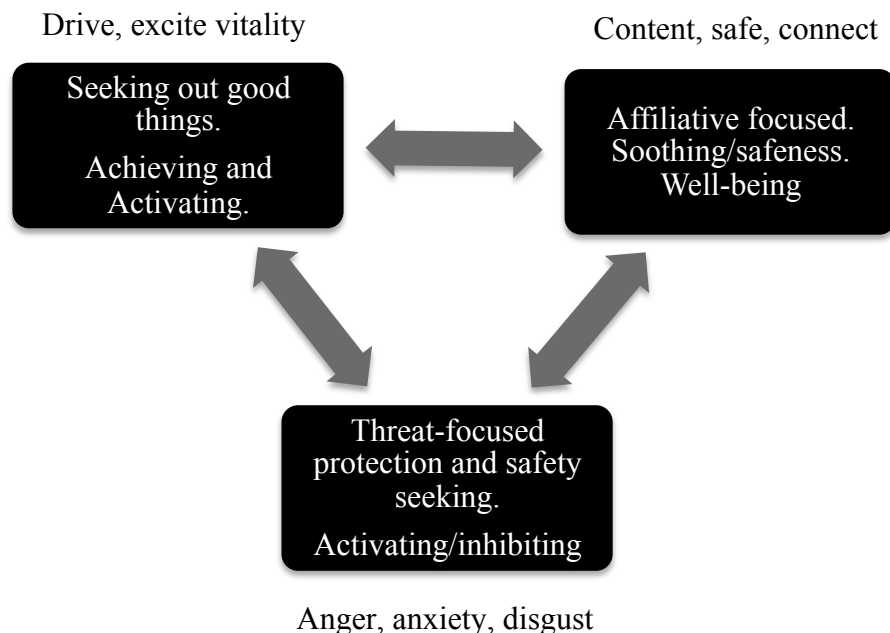 Drive, excite vitality
Seeking out good
things.
Achieving and
Activating.
Content, safe, connect
Affiliative focused.
Soothing/safeness.
Well-being
Threat-focused
protection and safety
seeking.
Activating/inhibiting
Anger, anxiety, disgust